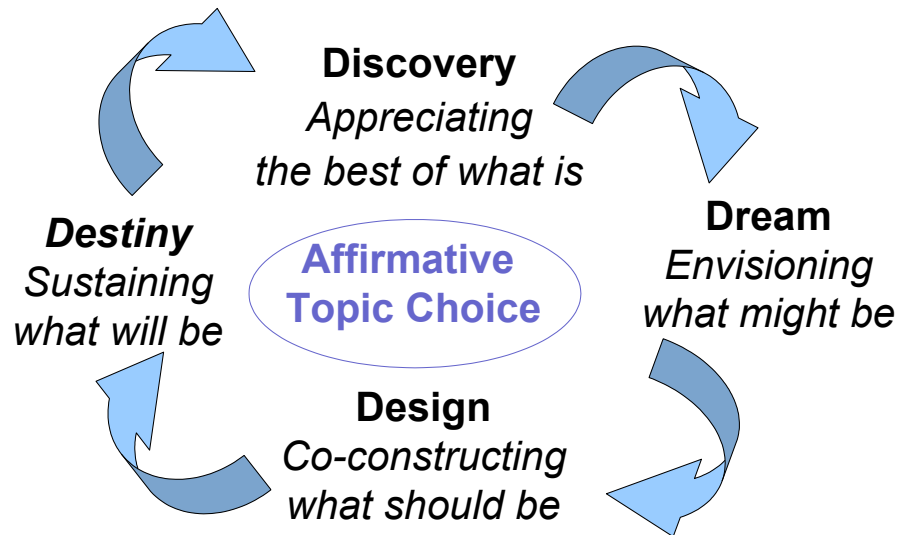 Discovery
Appreciating
the best of what is
Dream
Envisioning
what might be
Destiny
Sustaining
what will be
Affirmative
Topic Choice
Design
Co-constructing
what should be